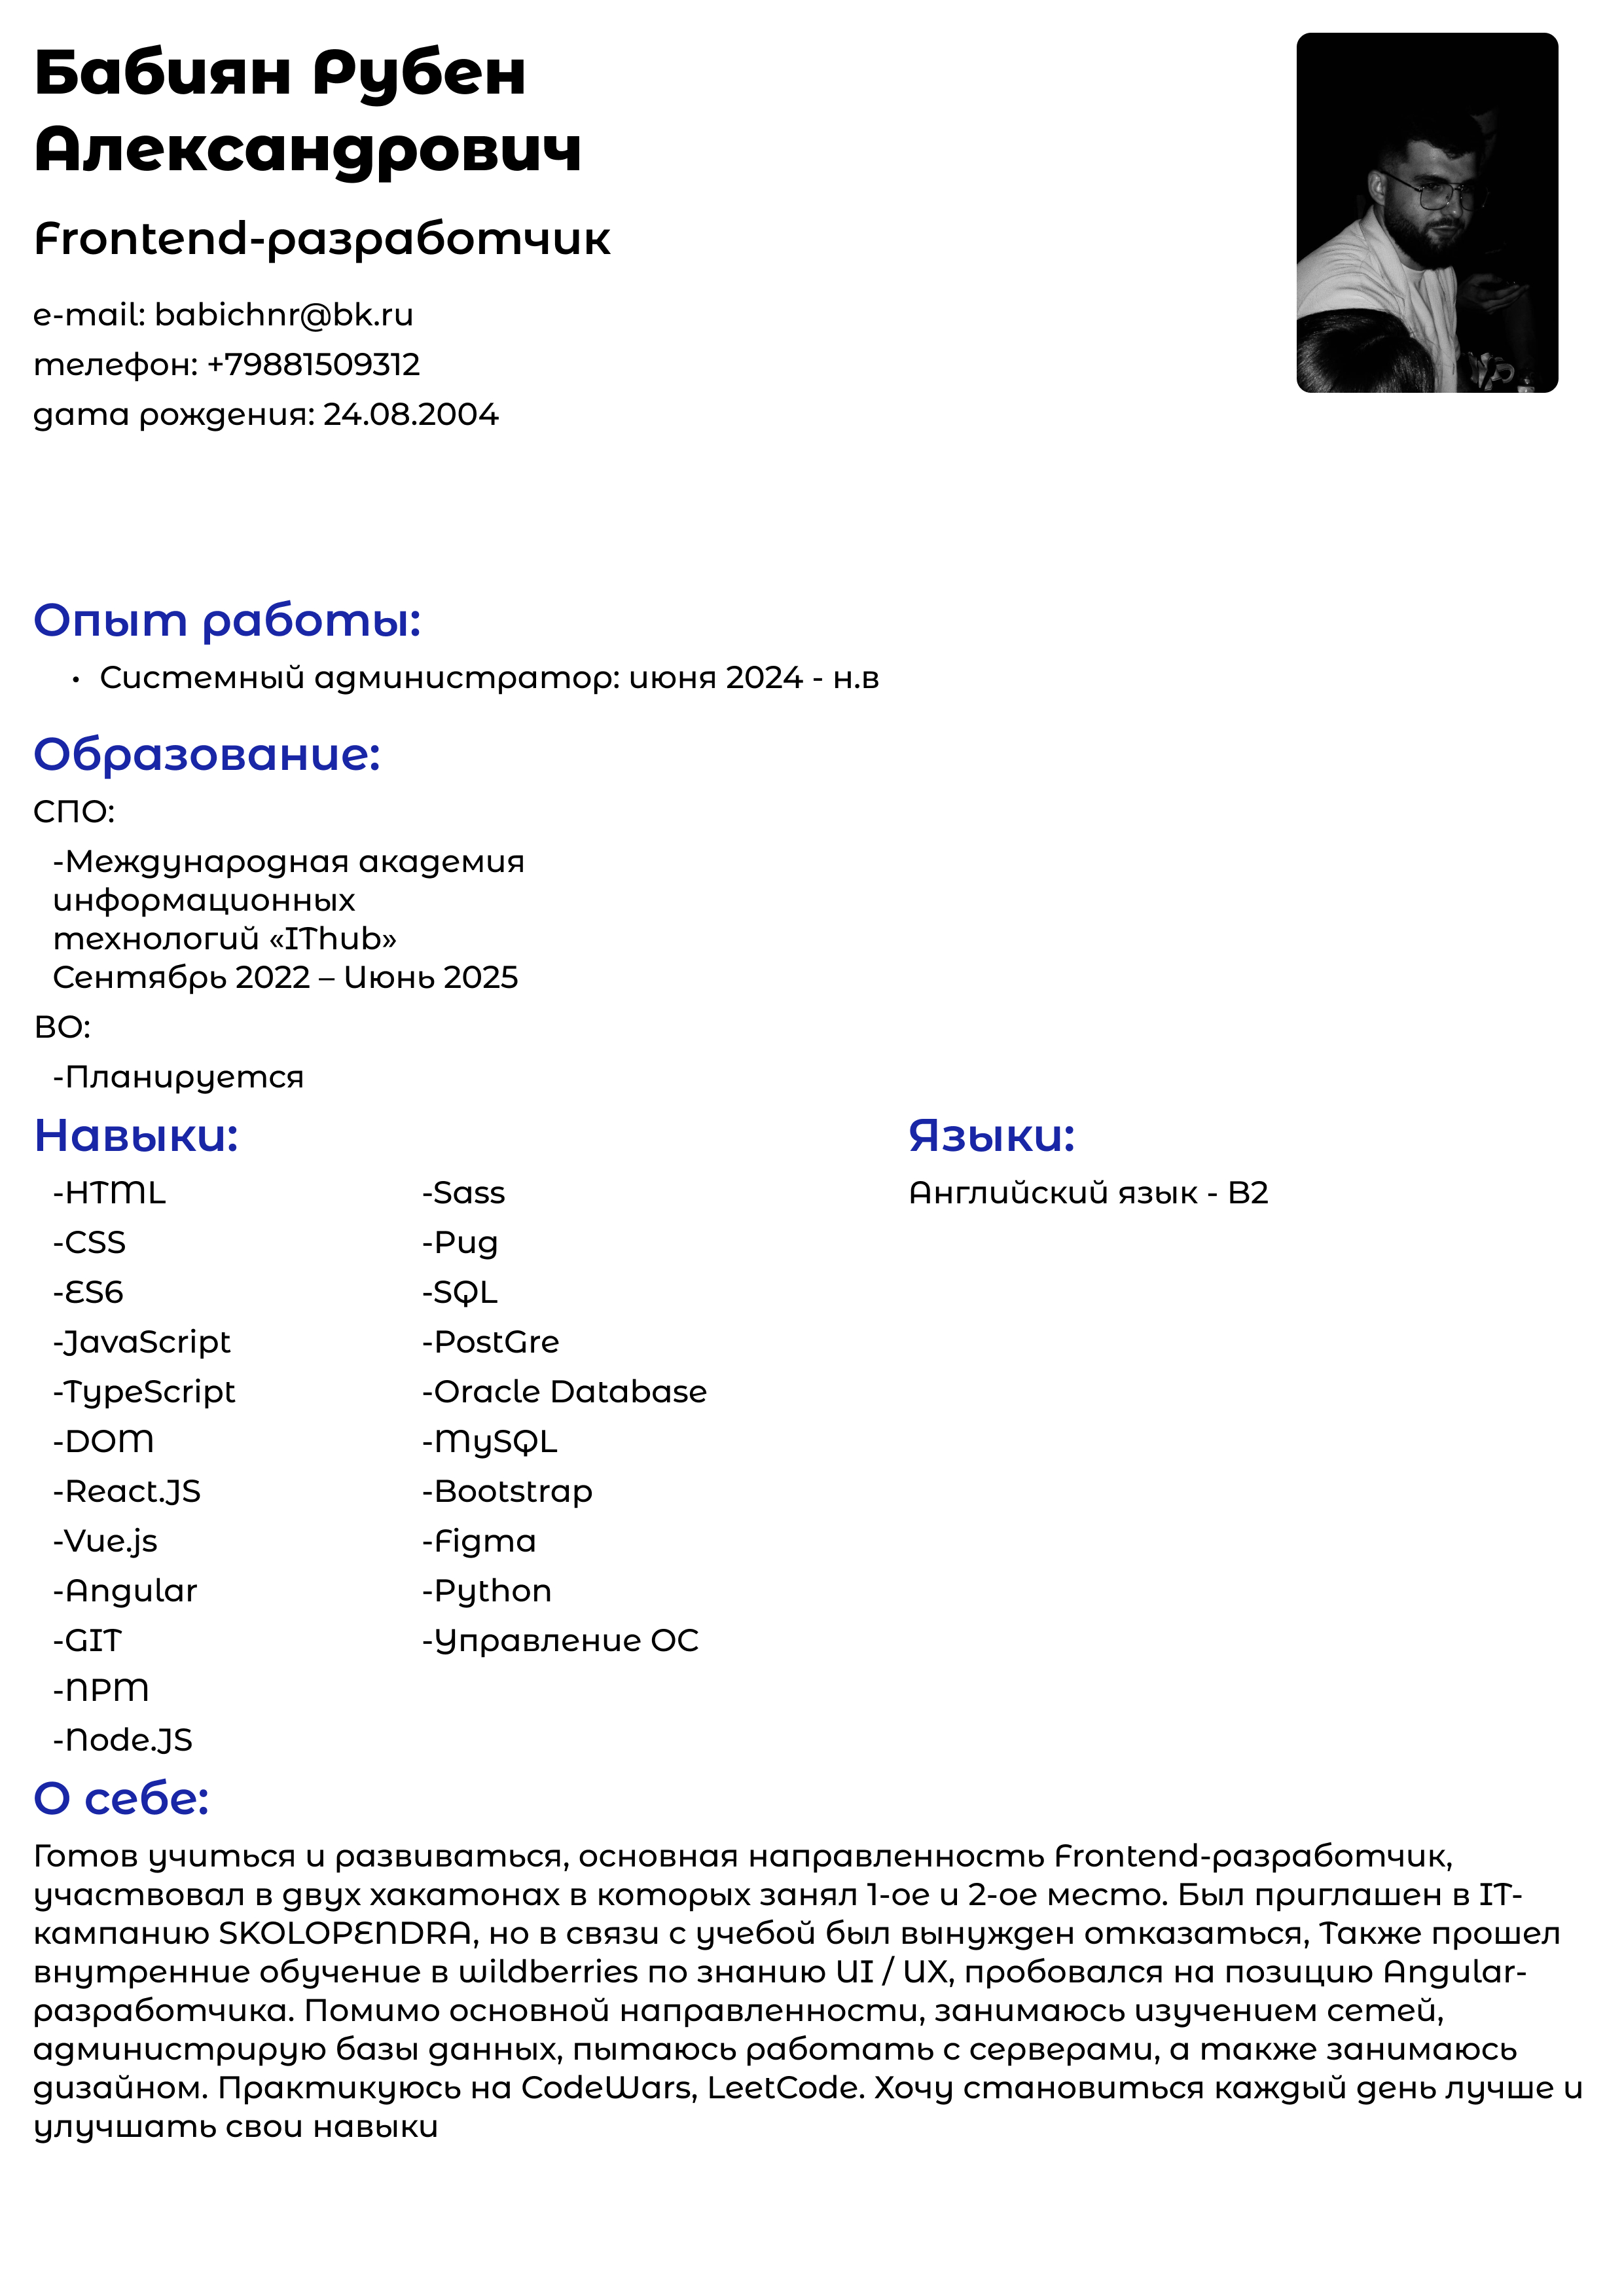 Бабиян Рубен
Александрович
Frontend-разработчик
e-mail: babichnr@bk.ru
телефон: +79881509312
дата рождения: 24.08.2004
Опыт работы:
• Системный администратор: июня 2024 - н.в
Образование:
СПО:
-Международная академия
информационных
технологий «IThub»
Сентябрь 2022 – Июнь 2025
ВО:
-Планируется
Навыки:
-HTML
-CSS
-ES6
-JavaScript
-TypeScript
-DOM
-React.JS
-Vue.js
-Angular
-GIT
-NPM
-Node.JS
-Sass
-Pug
-SQL
-PostGre
-Oracle Database
-MySQL
-Bootstrap
-Figma
-Python
-Управление ОС
Языки:
Английский язык - B2
О себе:
Готов учиться и развиваться, основная направленность Frontend-разработчик,
участвовал в двух хакатонах в которых занял 1-ое и 2-ое место. Был приглашен в IT-
кампанию SKOLOPENDRA, но в связи с учебой был вынужден отказаться, Также прошел
внутренние обучение в wildberries по знанию UI / UX, пробовался на позицию Angular-
разработчика. Помимо основной направленности, занимаюсь изучением сетей,
администрирую базы данных, пытаюсь работать с серверами, а также занимаюсь
дизайном. Практикуюсь на CodeWars, LeetCode. Хочу становиться каждый день лучше и
улучшать свои навыки